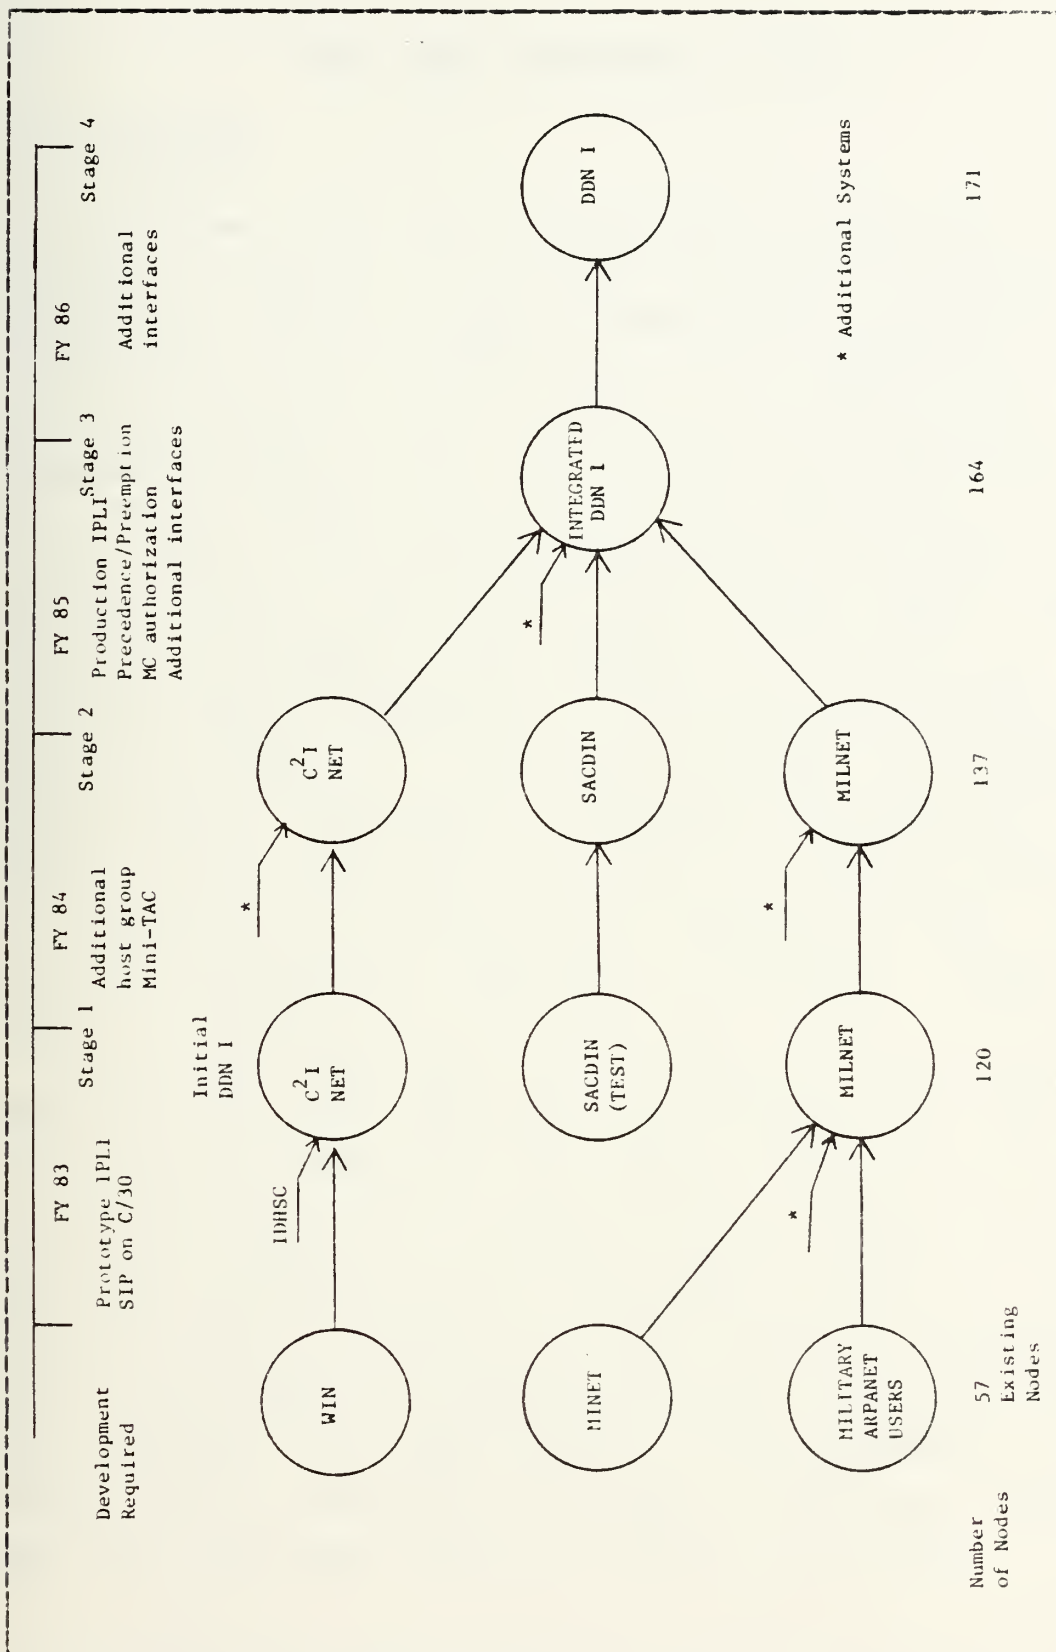 FY 83
FY 84
FY 85
FY 86
Stage 1
Stage 2
Stage 3
Stage 4
Development
Required
Prototype IPLI
SIP on C/30
Additional
host group
Mini-TAC
Production IPLI
Precedence/Preemption
MC authorization
Additional interfaces
Additional
interfaces
Initial
DDN I
WIN
IDHSC
C²I
NET
*
C²I
NET
MINET
SACDIN
(TEST)
SACDIN
*
INTEGRATED
DDN I
DDN I
MILITARY
ARPANET
USERS
*
MILNET
*
MILNET
* Additional Systems
Number
of Nodes
57
Existing
Nodes
120
137
164
171